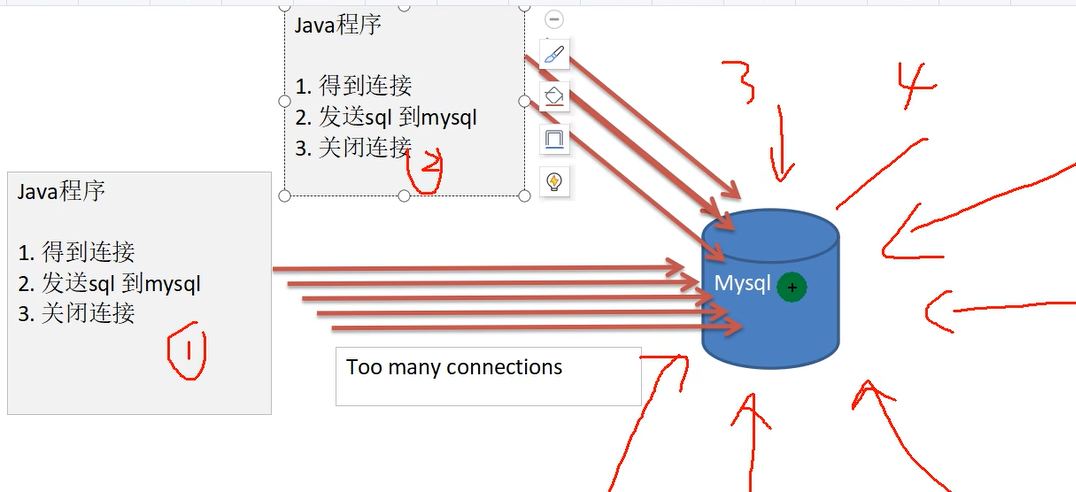 Java程序
1. 得到连接
2. 发送sql 到mysql
3. 关闭连接
2
Java程序
1. 得到连接
2. 发送sql 到mysql
3. 关闭连接
1
3
4
Mysql
Too many connections